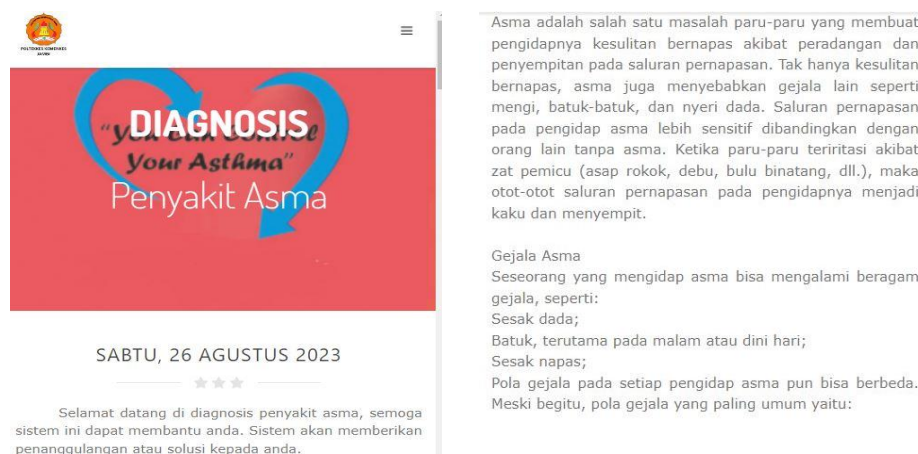 POLTEKKES KEMENKES
DIAGNOSIS
"You Can Control
Your Asthma"
Penyakit Asma
SABTU, 26 AGUSTUS 2023
Selamat datang di diagnosis penyakit asma, semoga
sistem ini dapat membantu anda. Sistem akan memberikan
penanggulangan atau solusi kepada anda.
Asma adalah salah satu masalah paru-paru yang membuat
pengidapnya kesulitan bernapas akibat peradangan dan
penyempitan pada saluran pernapasan. Tak hanya kesulitan
bernapas, asma juga menyebabkan gejala lain seperti
mengi, batuk-batuk, dan nyeri dada. Saluran pernapasan
pada pengidap asma lebih sensitif dibandingkan dengan
orang lain tanpa asma. Ketika paru-paru teriritasi akibat
zat pemicu (asap rokok, debu, bulu binatang, dll.), maka
otot-otot saluran pernapasan pada pengidapnya menjadi
kaku dan menyempit.
Gejala Asma
Seseorang yang mengidap asma bisa mengalami beragam
gejala, seperti:
Sesak dada;
Batuk, terutama pada malam atau dini hari;
Sesak napas;
Pola gejala pada setiap pengidap asma pun bisa berbeda.
Meski begitu, pola gejala yang paling umum yaitu: